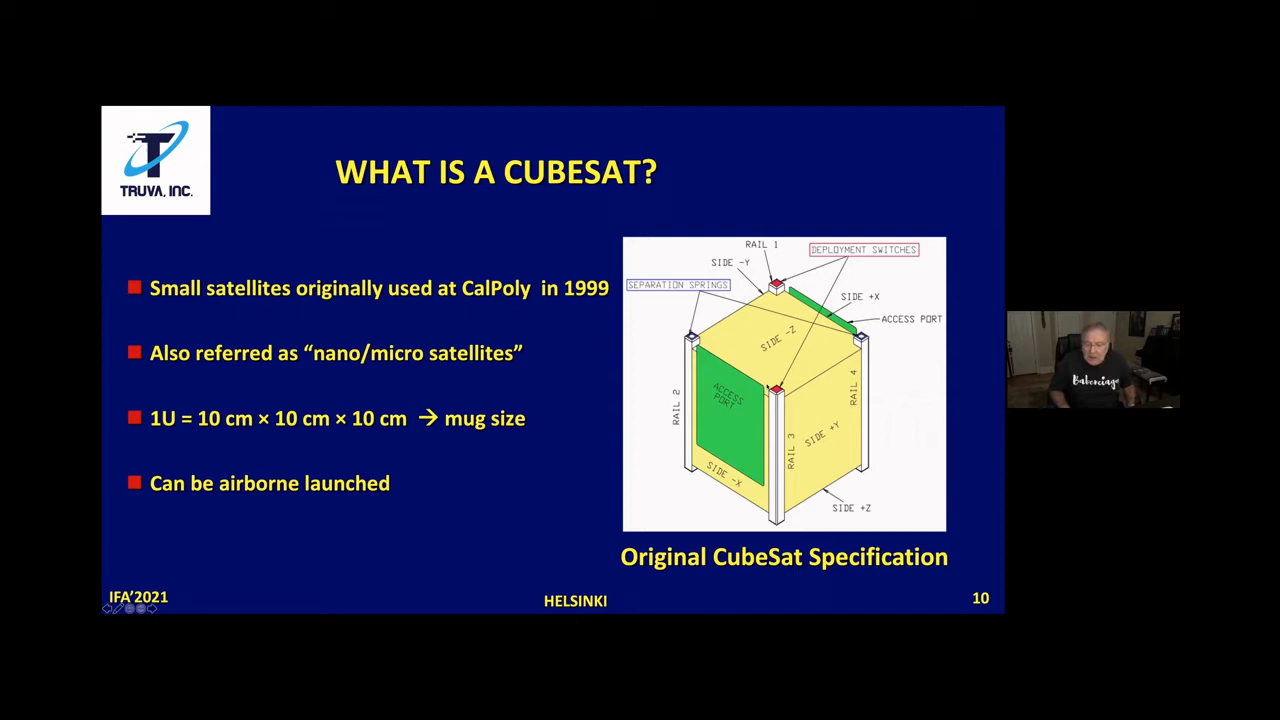 TRUVA, INC.
WHAT IS A CUBESAT?
Small satellites originally used at CalPoly in 1999
Also referred as “nano/micro satellites”
1U = 10 cm × 10 cm × 10 cm → mug size
Can be airborne launched
RAIL 1
DEPLOYMENT SWITCHES
SIDE -Y
SEPARATION SPRINGS
SIDE +X
ACCESS PORT
SIDE -Z
ACCESS
PORT
RAIL 2
RAIL 4
SIDE +Y
RAIL 3
SIDE -X
SIDE +Z
Original CubeSat Specification
IFA’2021
HELSINKI
10
Babenciaga